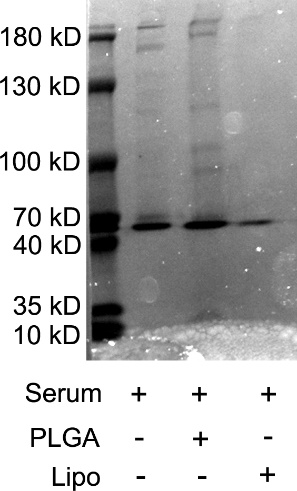 180 kD
130 kD
100 kD
70 kD
40 kD
35 kD
10 kD
Serum + + +
PLGA - + -
Lipo - - +